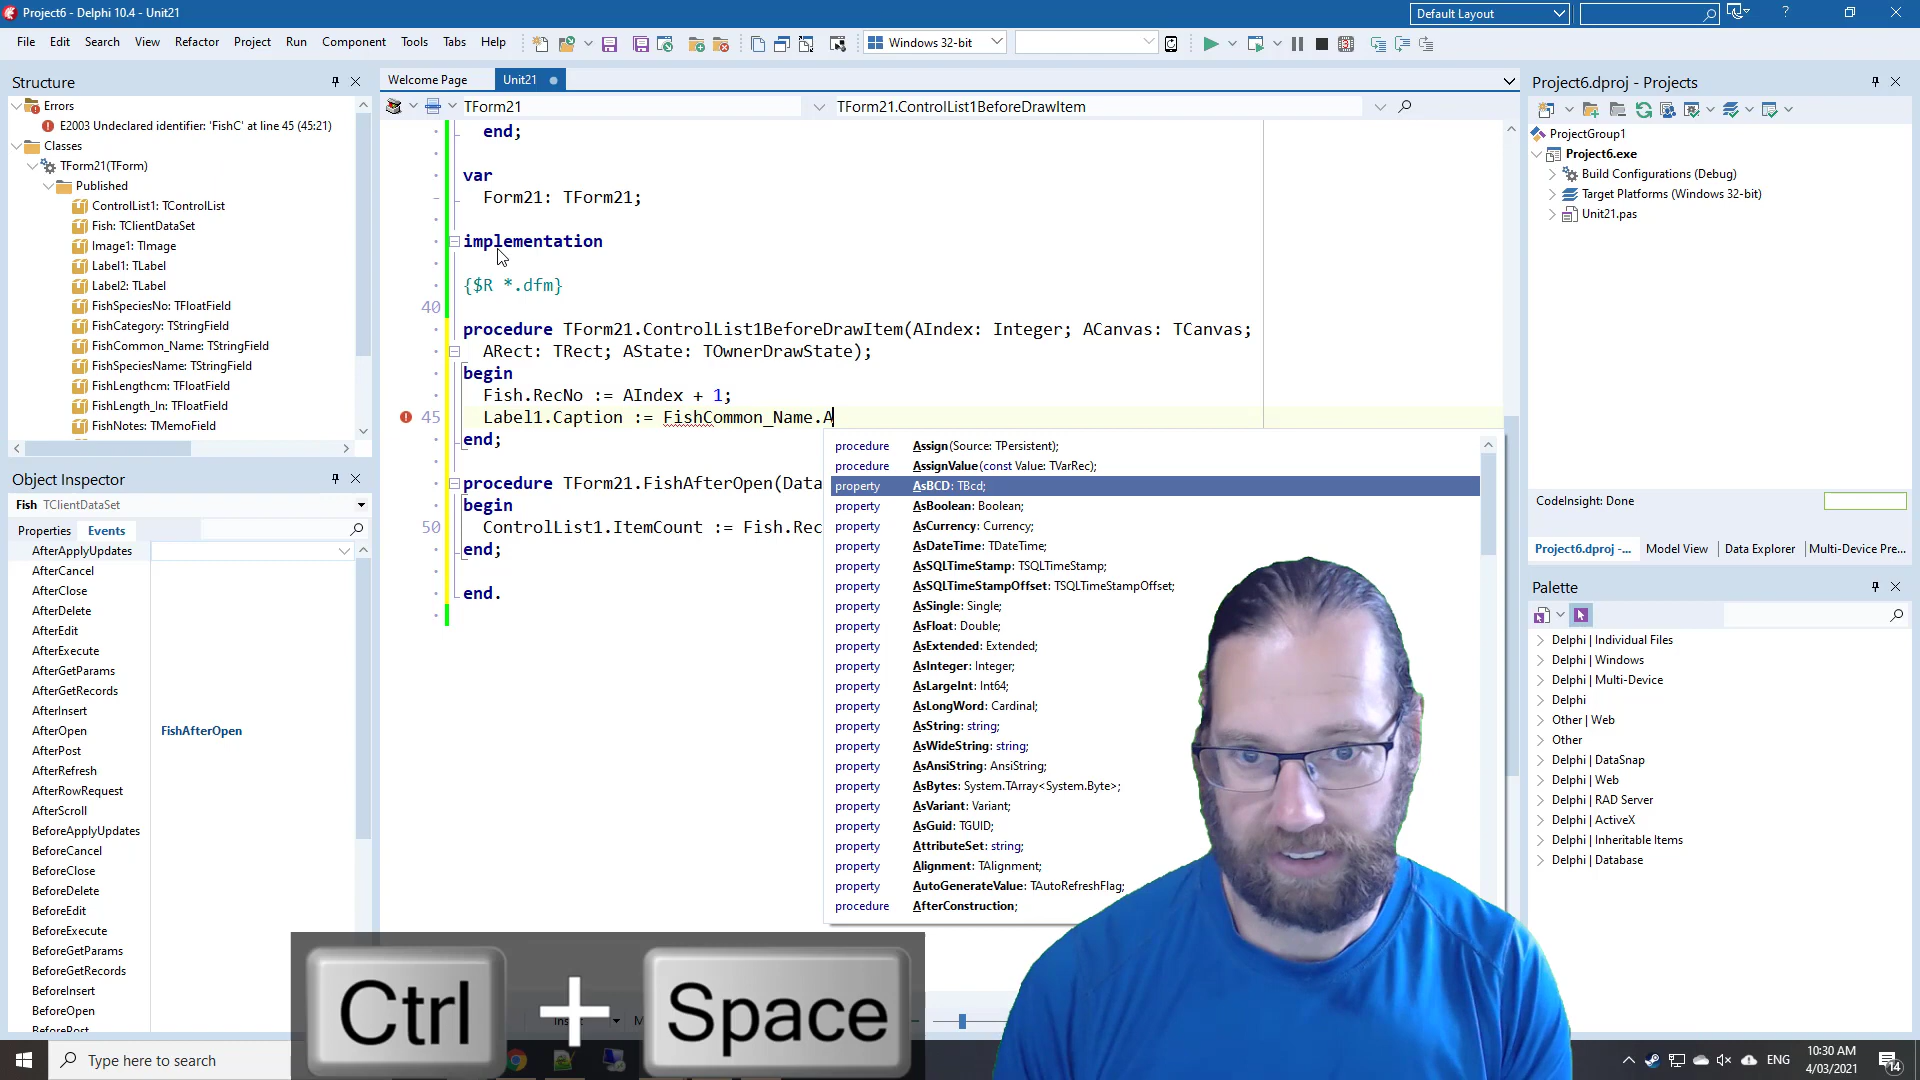 Project6 - Delphi 10.4 - Unit21
Default Layout
?
File Edit Search View Refactor Project Run Component Tools Tabs Help
Windows 32-bit
Structure
Errors
E2003 Undeclared identifier: 'FishC' at line 45 (45:21)
Classes
TForm21(TForm)
Published
ControlList1: TControlList
Fish: TClientDataSet
Image1: TImage
Label1: TLabel
Label2: TLabel
FishSpeciesNo: TFloatField
FishCategory: TStringField
FishCommon_Name: TStringField
FishSpeciesName: TStringField
FishLengthcm: TFloatField
FishLength_In: TFloatField
FishNotes: TMemoField
Object Inspector
Fish TClientDataSet
Properties Events
AfterApplyUpdates
AfterCancel
AfterClose
AfterDelete
AfterEdit
AfterExecute
AfterGetParams
AfterGetRecords
AfterInsert
AfterOpen FishAfterOpen
AfterPost
AfterRefresh
AfterRowRequest
AfterScroll
BeforeApplyUpdates
BeforeCancel
BeforeClose
BeforeDelete
BeforeEdit
BeforeExecute
BeforeGetParams
BeforeGetRecords
BeforeInsert
BeforeOpen
BeforePost
Welcome Page Unit21
TForm21 TForm21.ControlList1BeforeDrawItem
end;
var
Form21: TForm21;
implementation
{$R *.dfm}
40
procedure TForm21.ControlList1BeforeDrawItem(AIndex: Integer; ACanvas: TCanvas;
ARect: TRect; AState: TOwnerDrawState);
begin
Fish.RecNo := AIndex + 1;
45 Label1.Caption := FishCommon_Name.A
end;
procedure TForm21.FishAfterOpen(Data
begin
50 ControlList1.ItemCount := Fish.Rec
end;
end.
procedure Assign(Source: TPersistent);
procedure AssignValue(const Value: TVarRec);
property AsBCD: TBcd;
property AsBoolean: Boolean;
property AsCurrency: Currency;
property AsDateTime: TDateTime;
property AsSQLTimeStamp: TSQLTimeStamp;
property AsSQLTimeStampOffset: TSQLTimeStampOffset;
property AsSingle: Single;
property AsFloat: Double;
property AsExtended: Extended;
property AsInteger: Integer;
property AsLargeInt: Int64;
property AsLongWord: Cardinal;
property AsString: string;
property AsWideString: string;
property AsAnsiString: AnsiString;
property AsBytes: System.TArray<System.Byte>;
property AsVariant: Variant;
property AsGuid: TGUID;
property AttributeSet: string;
property Alignment: TAlignment;
property AutoGenerateValue: TAutoRefreshFlag;
procedure AfterConstruction;
Project6.dproj - Projects
ProjectGroup1
Project6.exe
Build Configurations (Debug)
Target Platforms (Windows 32-bit)
Unit21.pas
CodeInsight: Done
Project6.dproj -... Model View Data Explorer Multi-Device Pre...
Palette
Delphi | Individual Files
Delphi | Windows
Delphi | Multi-Device
Delphi
Other | Web
Other
Delphi | DataSnap
Delphi | Web
Delphi | RAD Server
Delphi | ActiveX
Delphi | Inheritable Items
Delphi | Database
Ctrl + Space
Type here to search
ENG
10:30 AM
4/03/2021
14